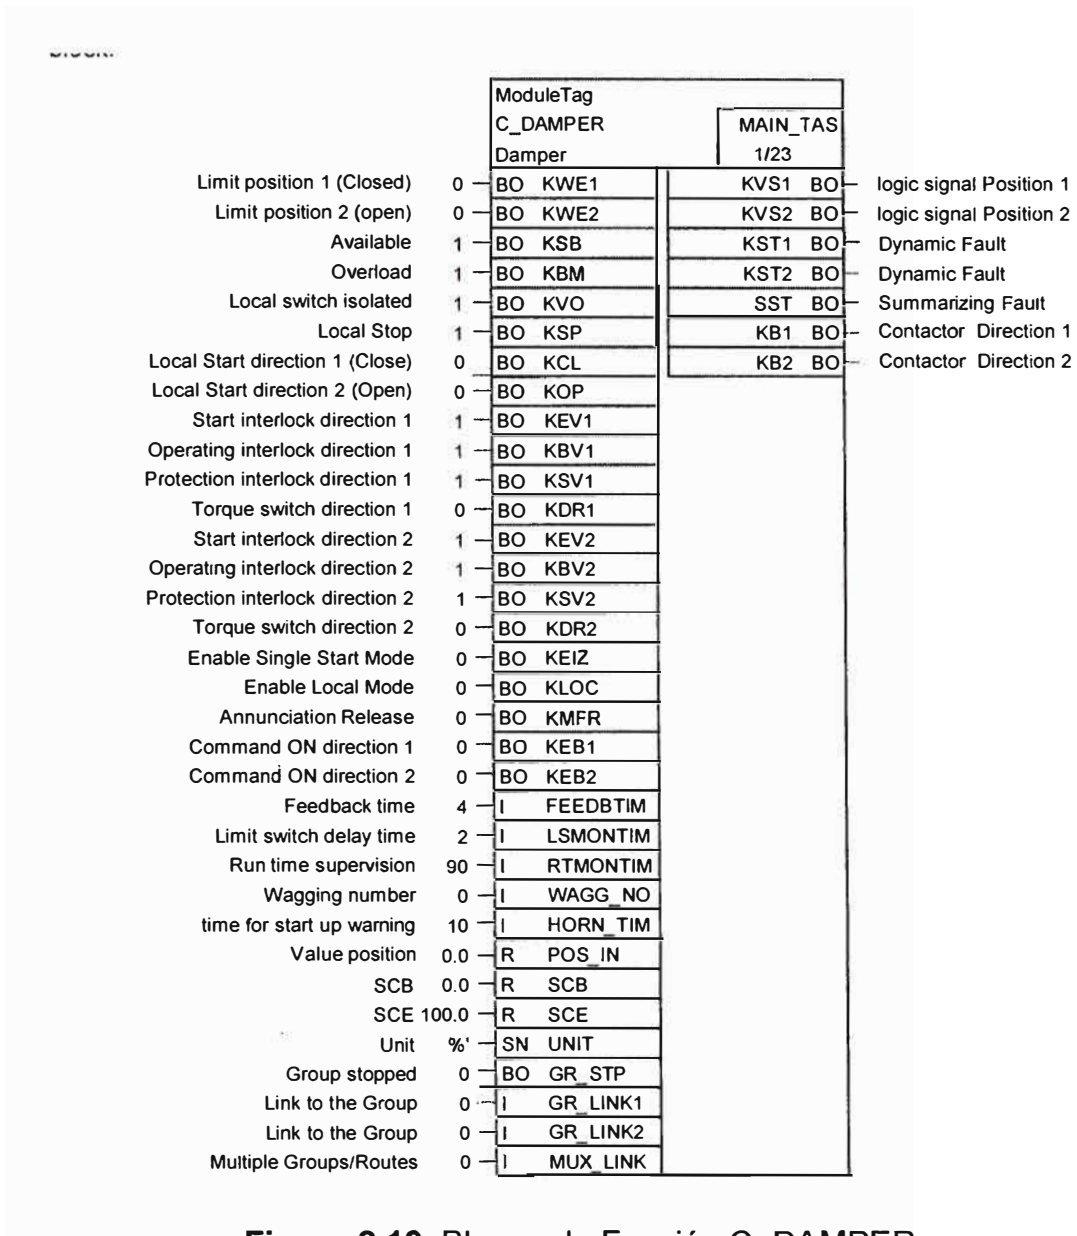 ModuleTag
C_DAMPER MAIN_TAS
Damper 1/23
Limit position 1 (Closed) 0 BO KWE1 KVS1 BO logic signal Position 1
Limit position 2 (open) 0 BO KWE2 KVS2 BO logic signal Position 2
Available 1 BO KSB KST1 BO Dynamic Fault
Overload 1 BO KBM KST2 BO Dynamic Fault
Local switch isolated 1 BO KVO SST BO Summarizing Fault
Local Stop 1 BO KSP KB1 BO Contactor Direction 1
Local Start direction 1 (Close) 0 BO KCL KB2 BO Contactor Direction 2
Local Start direction 2 (Open) 0 BO KOP
Start interlock direction 1 1 BO KEV1
Operating interlock direction 1 1 BO KBV1
Protection interlock direction 1 1 BO KSV1
Torque switch direction 1 0 BO KDR1
Start interlock direction 2 1 BO KEV2
Operating interlock direction 2 1 BO KBV2
Protection interlock direction 2 1 BO KSV2
Torque switch direction 2 0 BO KDR2
Enable Single Start Mode 0 BO KEIZ
Enable Local Mode 0 BO KLOC
Annunciation Release 0 BO KMFR
Command ON direction 1 0 BO KEB1
Command ON direction 2 0 BO KEB2
Feedback time 4 I FEEDBTIM
Limit switch delay time 2 I LSMONTIM
Run time supervision 90 I RTMONTIM
Wagging number 0 I WAGG_NO
time for start up warning 10 I HORN_TIM
Value position 0.0 R POS_IN
SCB 0.0 R SCB
SCE 100.0 R SCE
Unit %' SN UNIT
Group stopped 0 BO GR_STP
Link to the Group 0 I GR_LINK1
Link to the Group 0 I GR_LINK2
Multiple Groups/Routes 0 I MUX_LINK